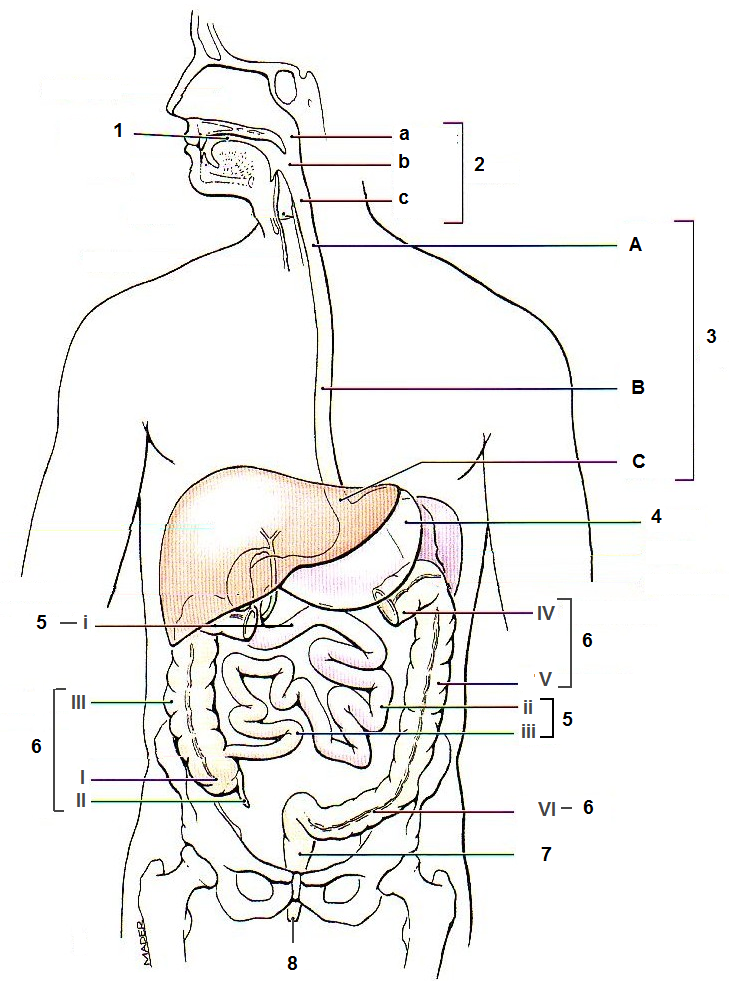 1
a
b
2
c
A
3
B
C
4
5 – i
IV
6
V
III
ii
5
iii
6
I
II
VI – 6
7
8
MADER